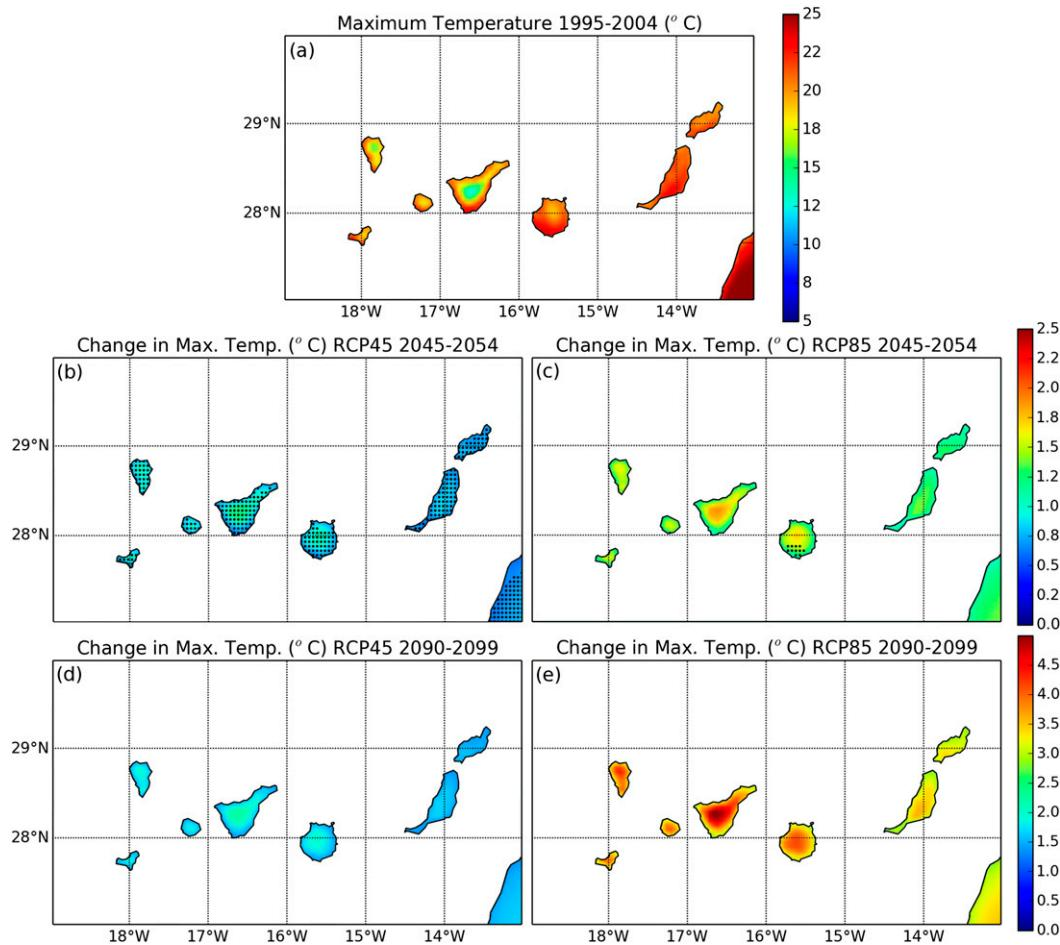 Maximum Temperature 1995-2004 (° C)
(a)
29°N
28°N
18°W 17°W 16°W 15°W 14°W
25
22
20
18
15
12
10
8
5
Change in Max. Temp. (° C) RCP45 2045-2054
(b)
29°N
28°N
Change in Max. Temp. (° C) RCP85 2045-2054
(c)
2.5
2.2
2.0
1.8
1.5
1.2
1.0
0.8
0.5
0.2
0.0
Change in Max. Temp. (° C) RCP45 2090-2099
(d)
29°N
28°N
18°W 17°W 16°W 15°W 14°W
Change in Max. Temp. (° C) RCP85 2090-2099
(e)
18°W 17°W 16°W 15°W 14°W
4.5
4.0
3.5
3.0
2.5
2.0
1.5
1.0
0.5
0.0